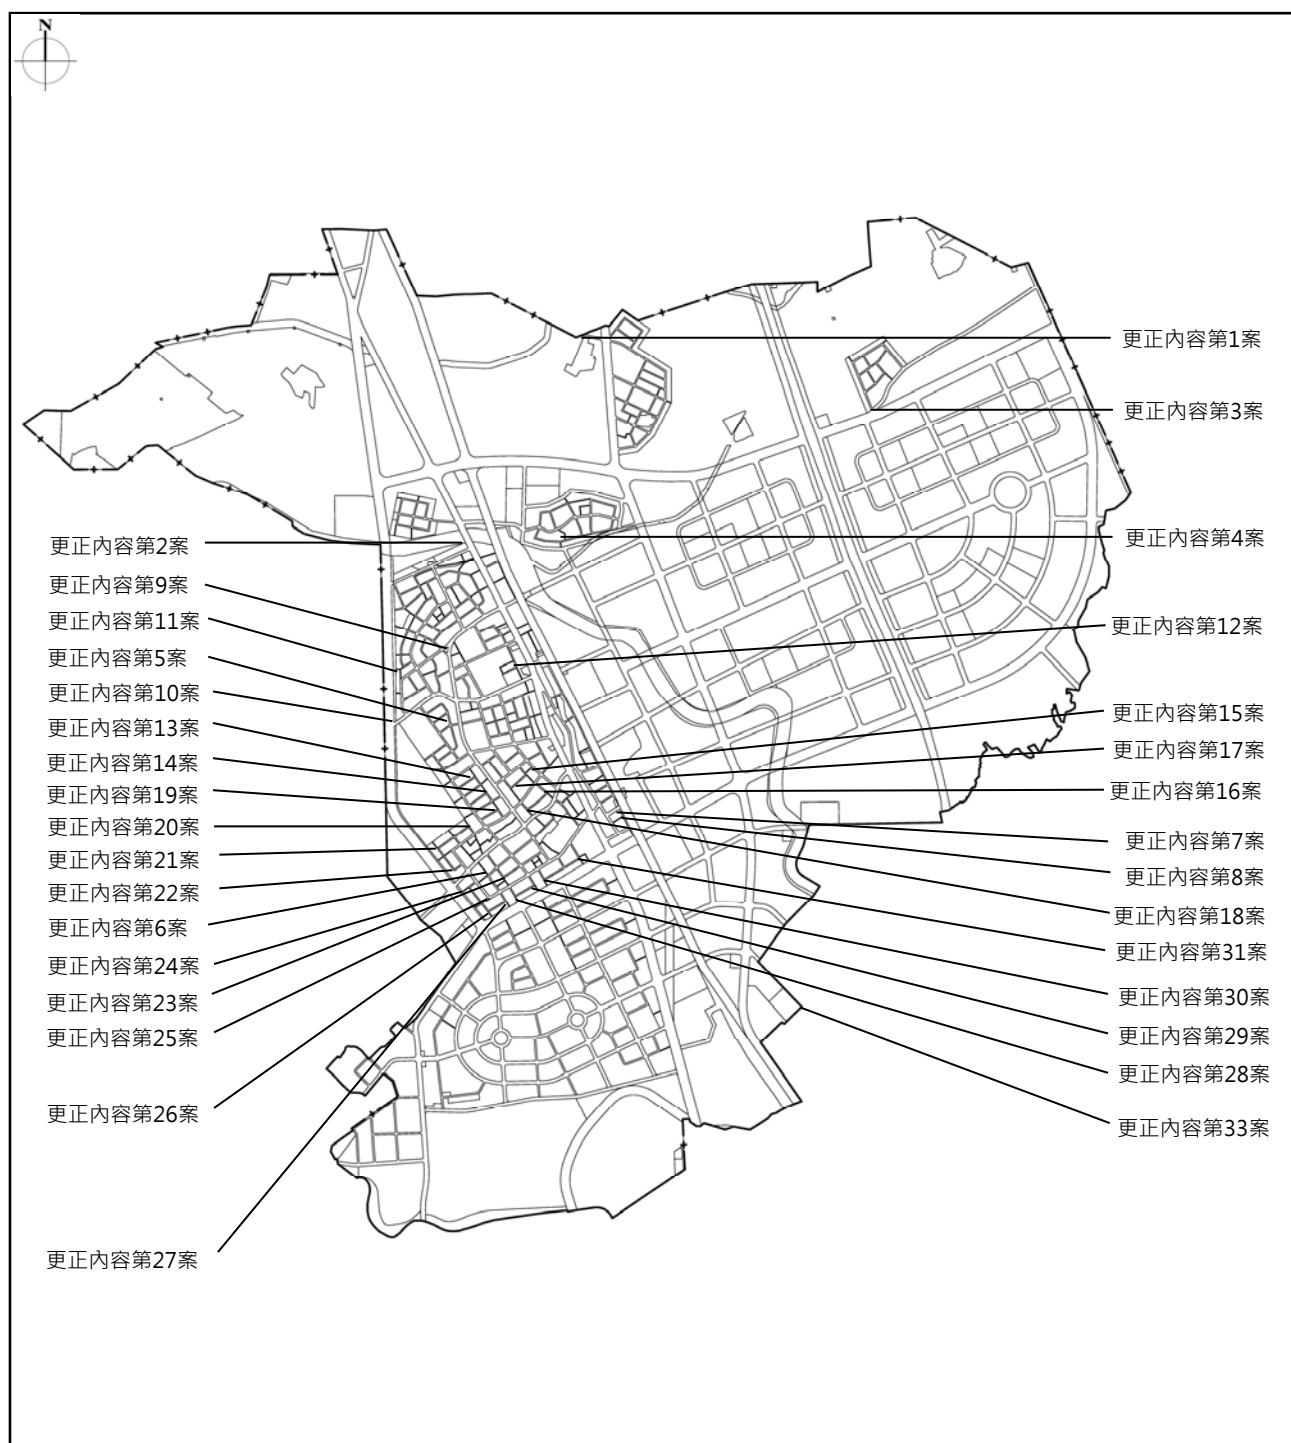 N
更正內容第1案
更正內容第3案
更正內容第2案
更正內容第4案
更正內容第9案
更正內容第11案
更正內容第12案
更正內容第5案
更正內容第10案
更正內容第13案
更正內容第15案
更正內容第14案
更正內容第17案
更正內容第19案
更正內容第16案
更正內容第20案
更正內容第7案
更正內容第21案
更正內容第8案
更正內容第22案
更正內容第18案
更正內容第6案
更正內容第31案
更正內容第24案
更正內容第30案
更正內容第23案
更正內容第29案
更正內容第25案
更正內容第28案
更正內容第26案
更正內容第33案
更正內容第27案